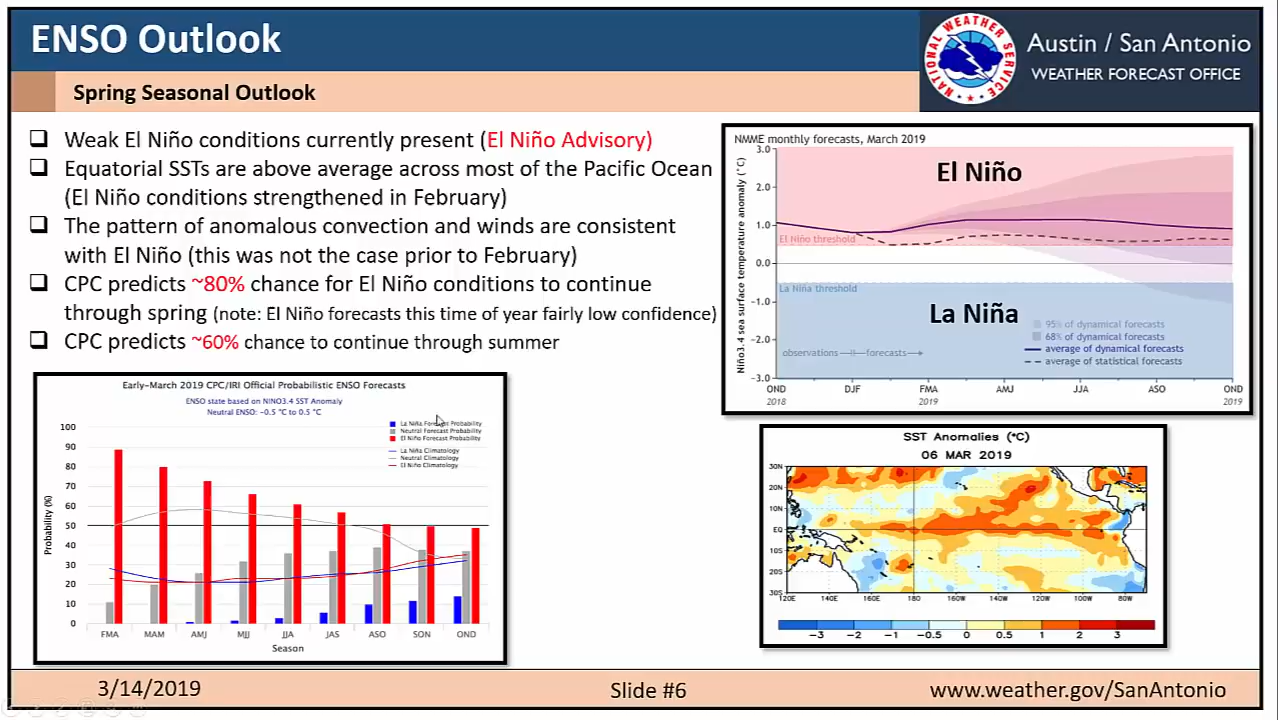 ENSO Outlook
Austin / San Antonio
WEATHER FORECAST OFFICE
NATIONAL WEATHER SERVICE
Spring Seasonal Outlook
Weak El Niño conditions currently present (El Niño Advisory)
Equatorial SSTs are above average across most of the Pacific Ocean
(El Niño conditions strengthened in February)
The pattern of anomalous convection and winds are consistent
with El Niño (this was not the case prior to February)
CPC predicts ~80% chance for El Niño conditions to continue
through spring (note: El Niño forecasts this time of year fairly low confidence)
CPC predicts ~60% chance to continue through summer
NMME monthly forecasts, March 2019
Niño3.4 sea surface temperature anomaly (°C)
3.0
2.0
1.0
0.0
-1.0
-2.0
-3.0
El Niño
El Niño threshold
La Niña threshold
La Niña
95% of dynamical forecasts
68% of dynamical forecasts
average of dynamical forecasts
average of statistical forecasts
observations forecasts
OND DJF FMA AMJ JJA ASO OND
2018 2019 2019
Early-March 2019 CPC/IRI Official Probabilistic ENSO Forecasts
ENSO state based on NINO3.4 SST Anomaly
Neutral ENSO: -0.5 °C to 0.5 °C
La Niña Forecast Probability
Neutral Forecast Probability
El Niño Forecast Probability
La Niña Climatology
Neutral Climatology
El Niño Climatology
Probability (%)
100
90
80
70
60
50
40
30
20
10
0
FMA MAM AMJ MJJ JJA JAS ASO SON OND
Season
SST Anomalies (°C)
06 MAR 2019
30N
20N
10N
EQ
10S
20S
30S
120E 140E 160E 180 160W 140W 120W 100W 80W
-3 -2 -1 -0.5 0 0.5 1 2 3
3/14/2019
Slide #6
www.weather.gov/SanAntonio